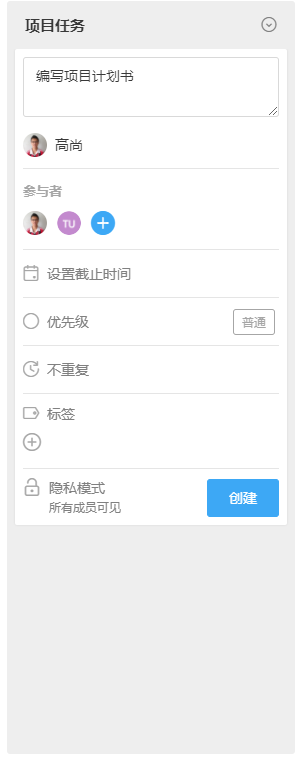 项目任务
编写项目计划书
高尚
参与者
TU
设置截止时间
优先级 普通
不重复
标签
隐私模式
所有成员可见
创建